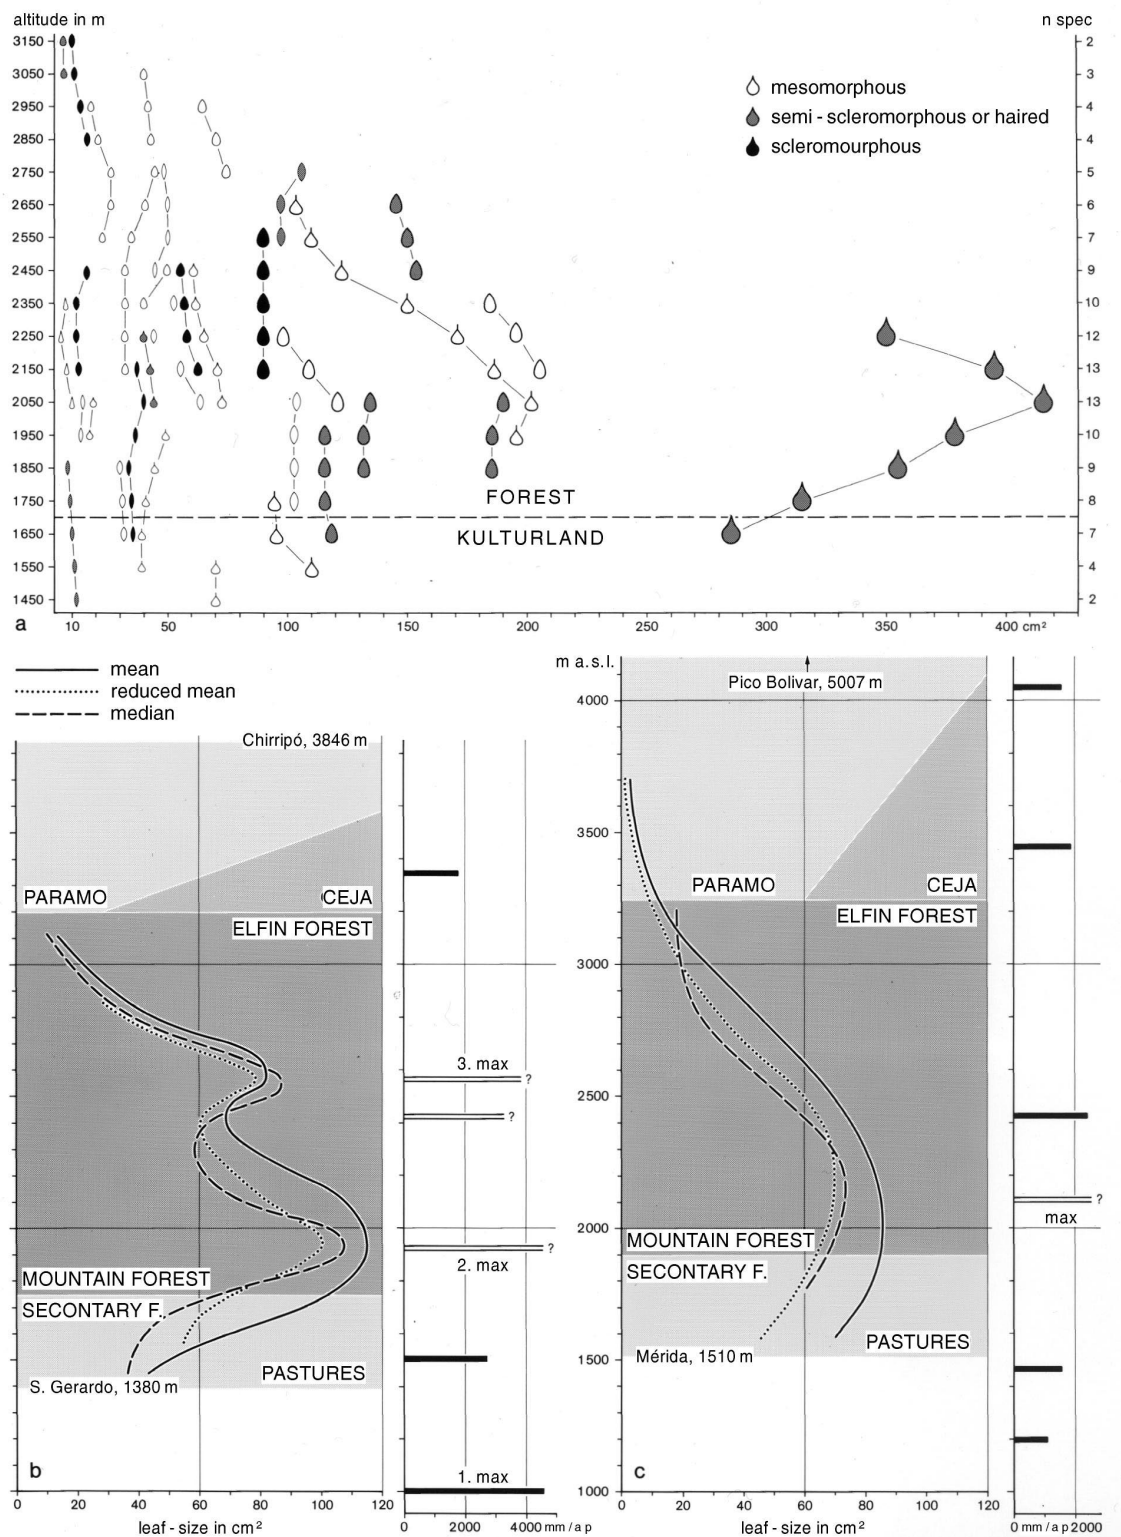 altitude in m
n spec
3150 2
3050 3
2950 4
2850 4
2750 5
2650 6
2550 7
2450 9
2350 10
2250 12
2150 13
2050 13
1950 10
1850 9
1750 8
1650 7
1550 4
1450 2
mesomorphous
semi - scleromorphous or haired
scleromourphous
FOREST
KULTURLAND
a
10 50 100 150 200 250 300 350 400 cm²
mean
reduced mean
median
Chirripó, 3846 m
PARAMO
CEJA
ELFIN FOREST
3. max
?
?
?
2. max
MOUNTAIN FOREST
SECONTARY F.
PASTURES
S. Gerardo, 1380 m
b
1. max
0 20 40 60 80 100 120
leaf - size in cm²
0 2000 4000 mm / a p
m a.s.l.
Pico Bolivar, 5007 m
4000
3500
PARAMO
CEJA
ELFIN FOREST
3000
2500
?
max
2000
MOUNTAIN FOREST
SECONDARY F.
PASTURES
Mérida, 1510 m
1500
c
1000
0 20 40 60 80 100 120
leaf - size in cm²
0 mm / a p 2000